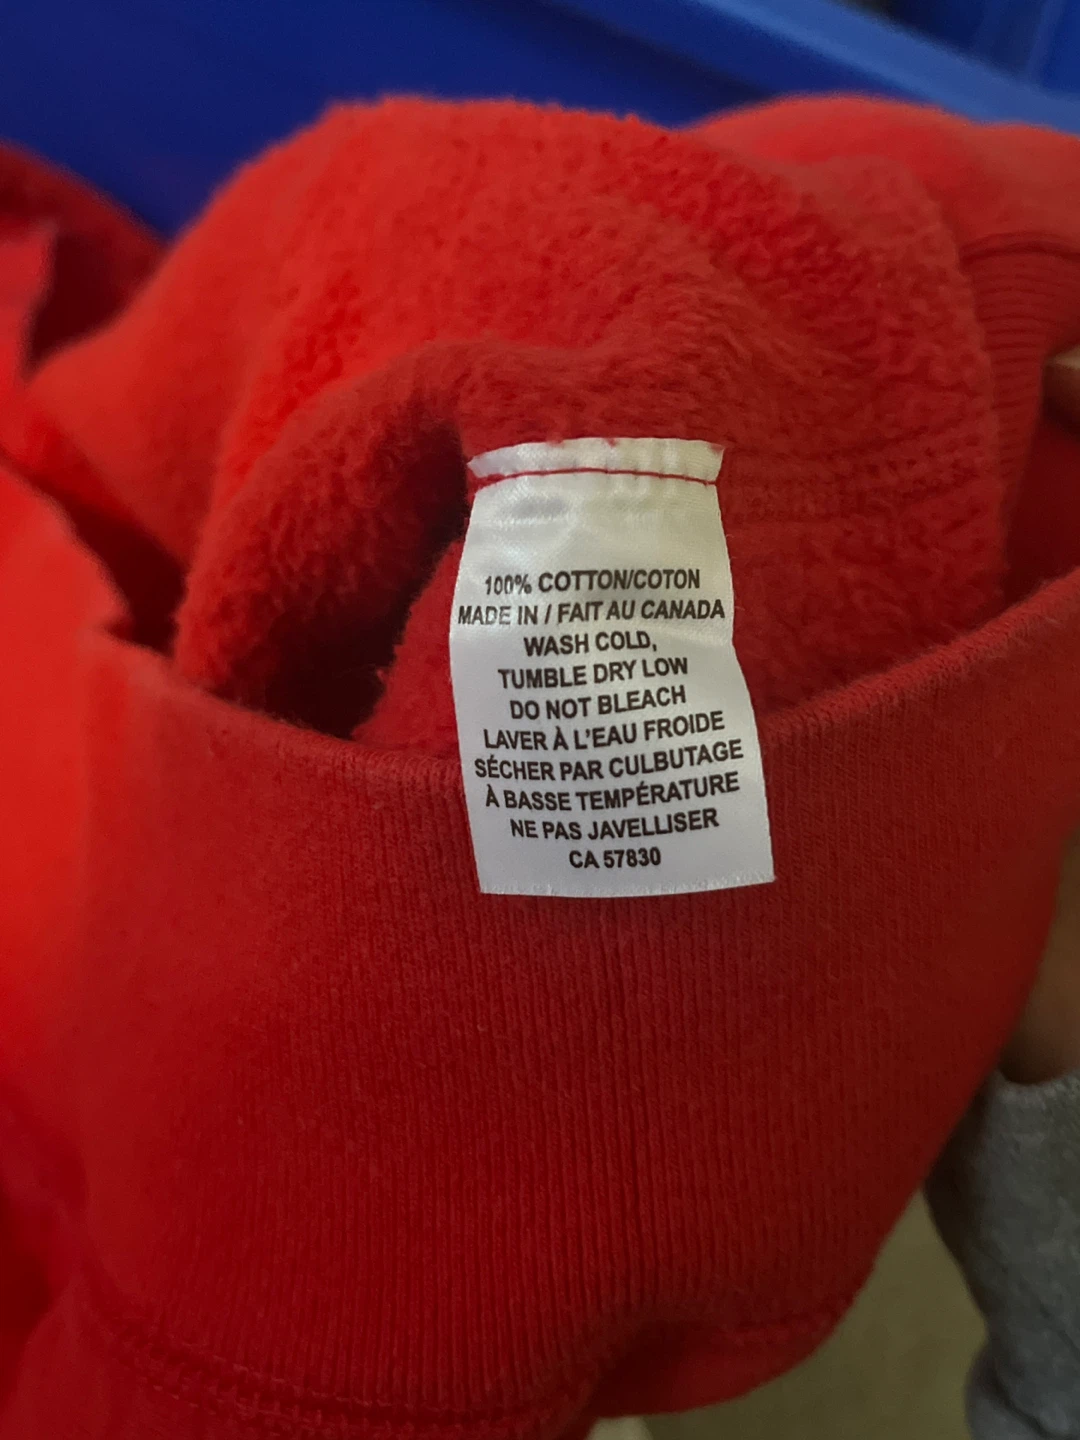 100% COTTON/COTON
MADE IN / FAIT AU CANADA
WASH COLD,
TUMBLE DRY LOW
DO NOT BLEACH
LAVER À L'EAU FROIDE
SÉCHER PAR CULBUTAGE
À BASSE TEMPÉRATURE
NE PAS JAVELLISER
CA 57830